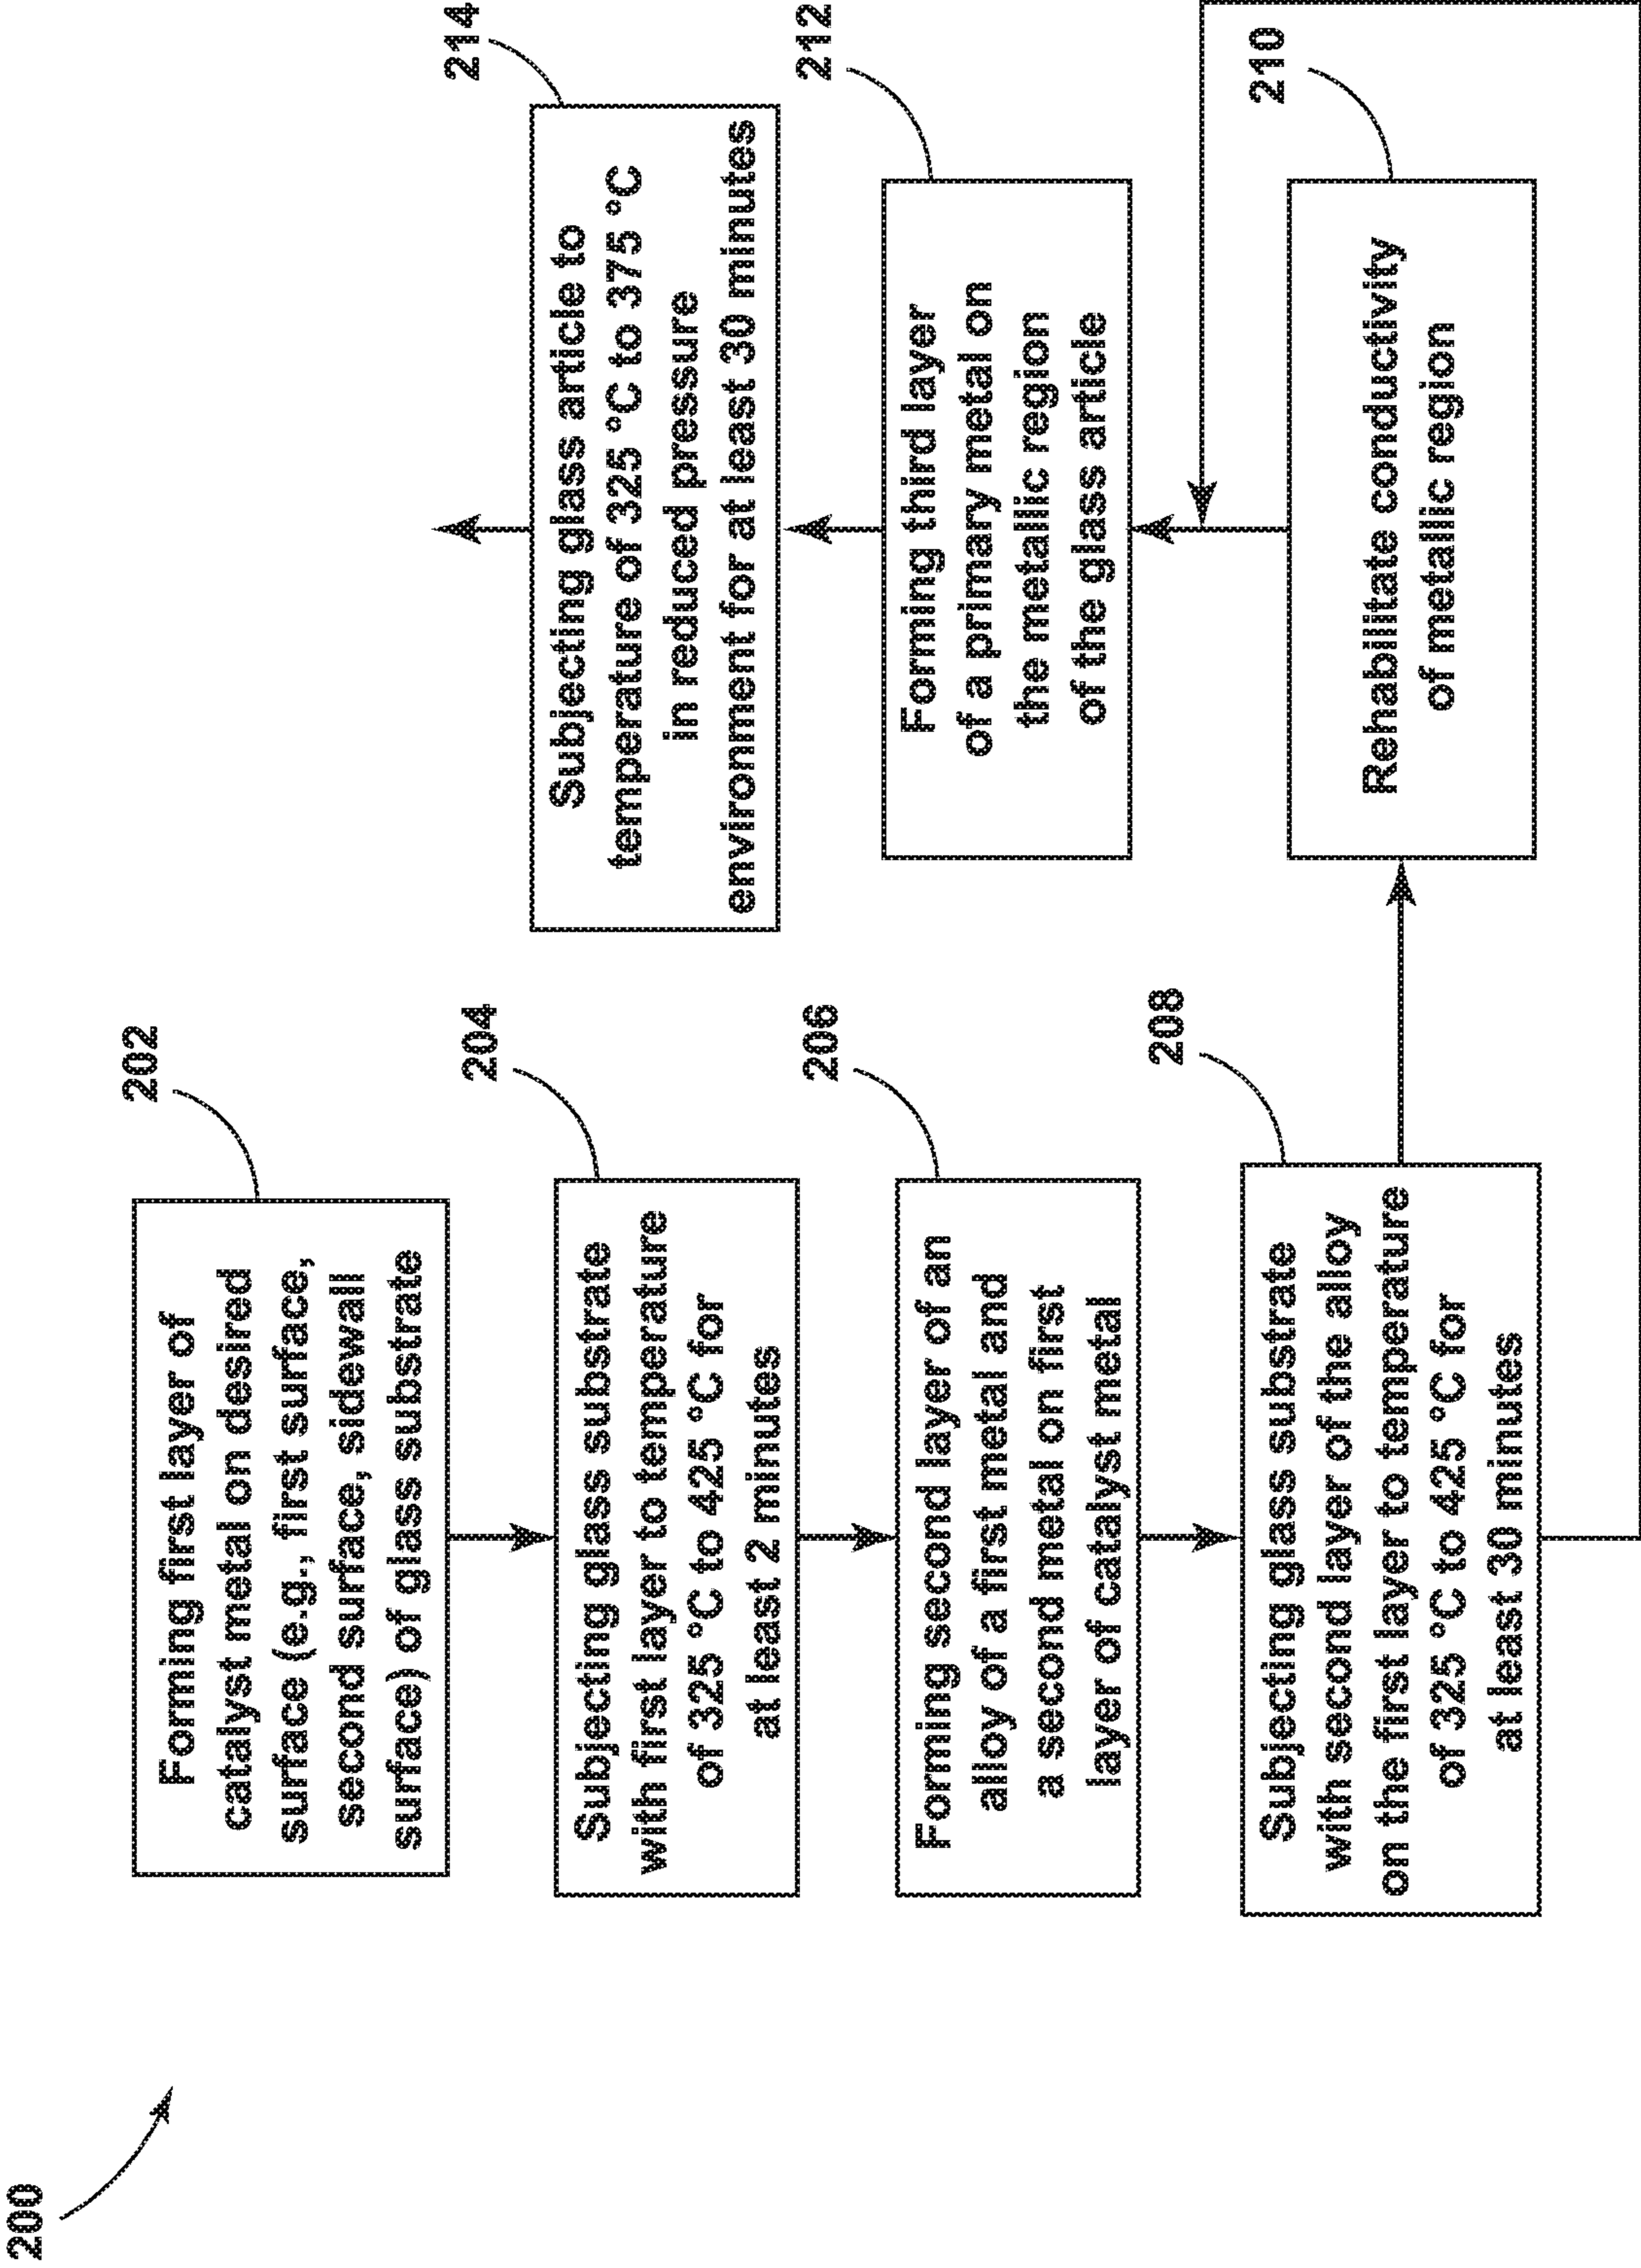 200
202
Forming first layer of
catalyst metal on desired
surface (e.g., first surface,
second surface, sidewall
surface) of glass substrate
204
Subjecting glass substrate
with first layer to temperature
of 325 °C to 425 °C for
at least 2 minutes
206
Forming second layer of an
alloy of a first metal and
a second metal on first
layer of catalyst metal
208
Subjecting glass substrate
with second layer of the alloy
on the first layer to temperature
of 325 °C to 425 °C for
at least 30 minutes
210
Rehabilitate conductivity
of metallic region
212
Forming third layer
of a primary metal on
the metallic region
of the glass article
214
Subjecting glass article to
temperature of 325 °C to 375 °C
in reduced pressure
environment for at least 30 minutes